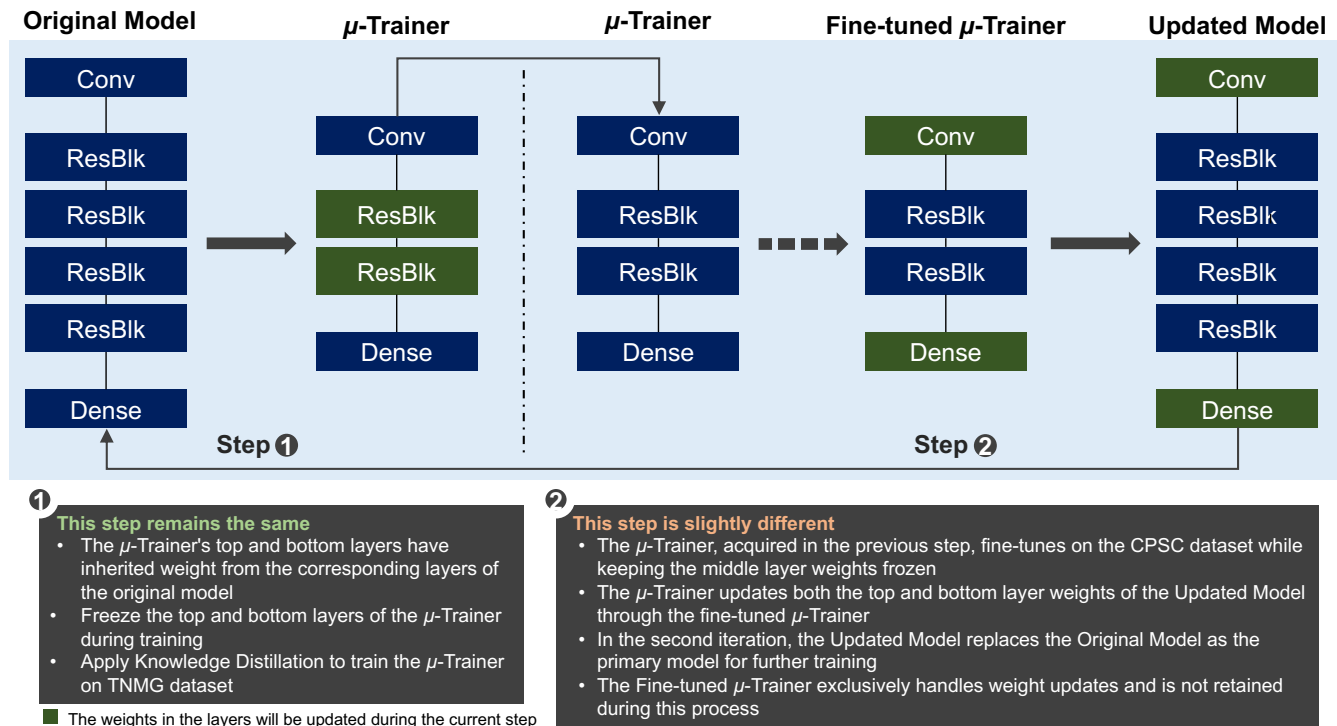 Original Model
μ-Trainer
μ-Trainer
Fine-tuned μ-Trainer
Updated Model
Conv
ResBlk
ResBlk
ResBlk
ResBlk
Dense
Conv
ResBlk
ResBlk
Dense
Conv
ResBlk
ResBlk
Dense
Conv
ResBlk
ResBlk
Dense
Conv
ResBlk
ResBlk
ResBlk
ResBlk
Dense
Step ❶
Step ❷
❶
This step remains the same
• The μ-Trainer's top and bottom layers have
inherited weight from the corresponding layers of
the original model
• Freeze the top and bottom layers of the μ-Trainer
during training
• Apply Knowledge Distillation to train the μ-Trainer
on TNMG dataset
The weights in the layers will be updated during the current step
❷
This step is slightly different
• The μ-Trainer, acquired in the previous step, fine-tunes on the CPSC dataset while
keeping the middle layer weights frozen
• The μ-Trainer updates both the top and bottom layer weights of the Updated Model
through the fine-tuned μ-Trainer
• In the second iteration, the Updated Model replaces the Original Model as the
primary model for further training
• The Fine-tuned μ-Trainer exclusively handles weight updates and is not retained
during this process